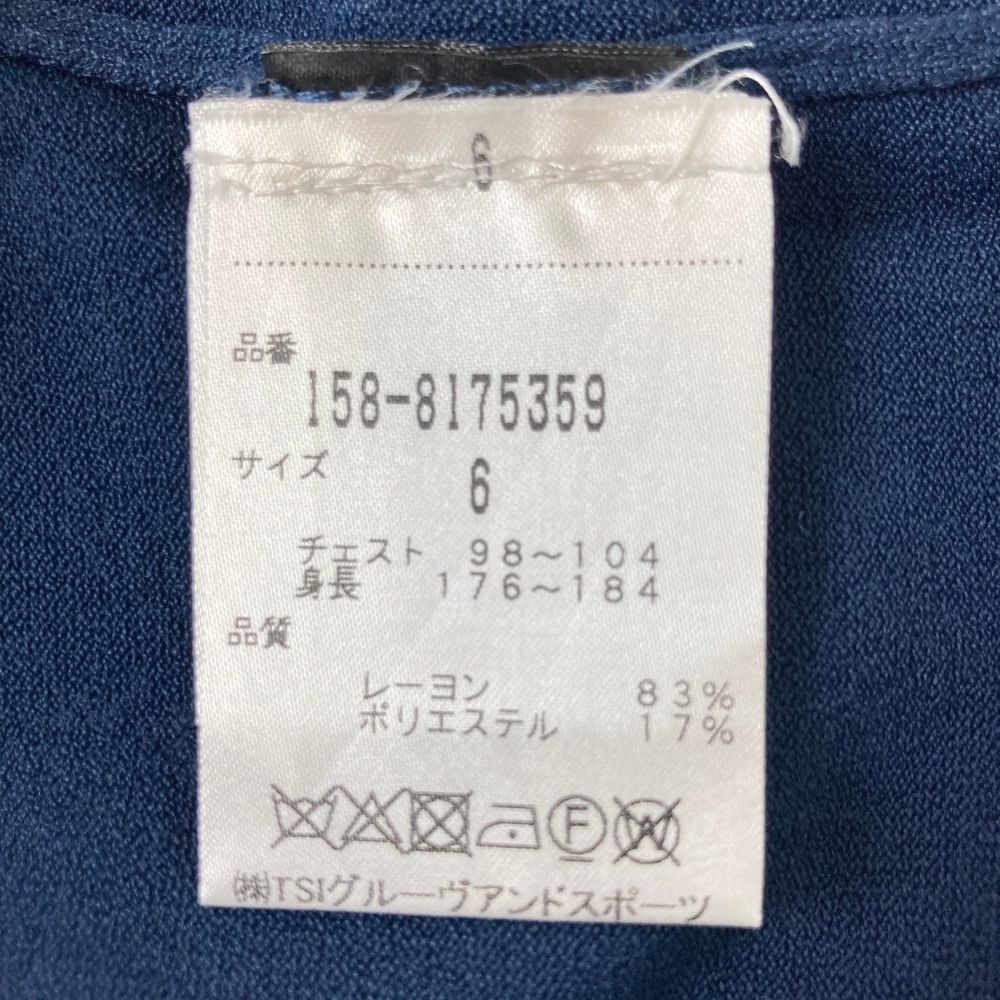 6
品番
158-8175359
サイズ
6
チェスト 98～104
身長 176～184
品質
レーヨン 83%
ポリエステル 17%
F W
㈱TSIグルーヴアンドスポーツ